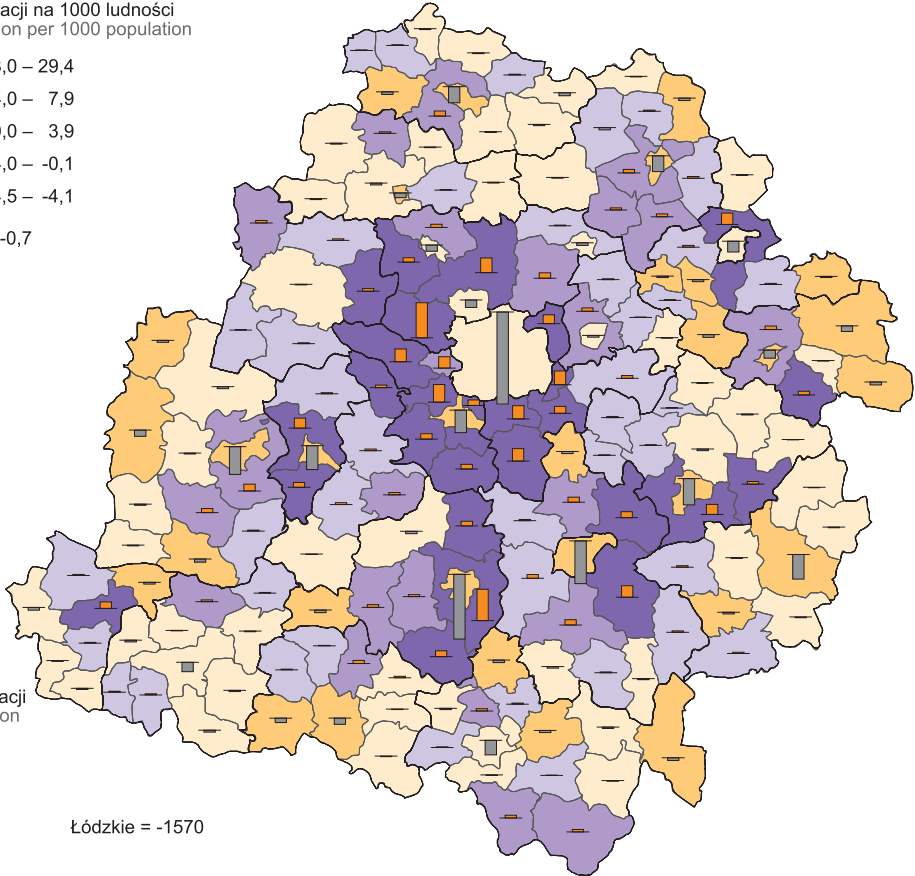 acji na 1000 ludności
on per 1000 population
,0 – 29,4
,0 – 7,9
,0 – 3,9
,0 – -0,1
,5 – -4,1
-0,7
acji
on
Łódzkie = -1570